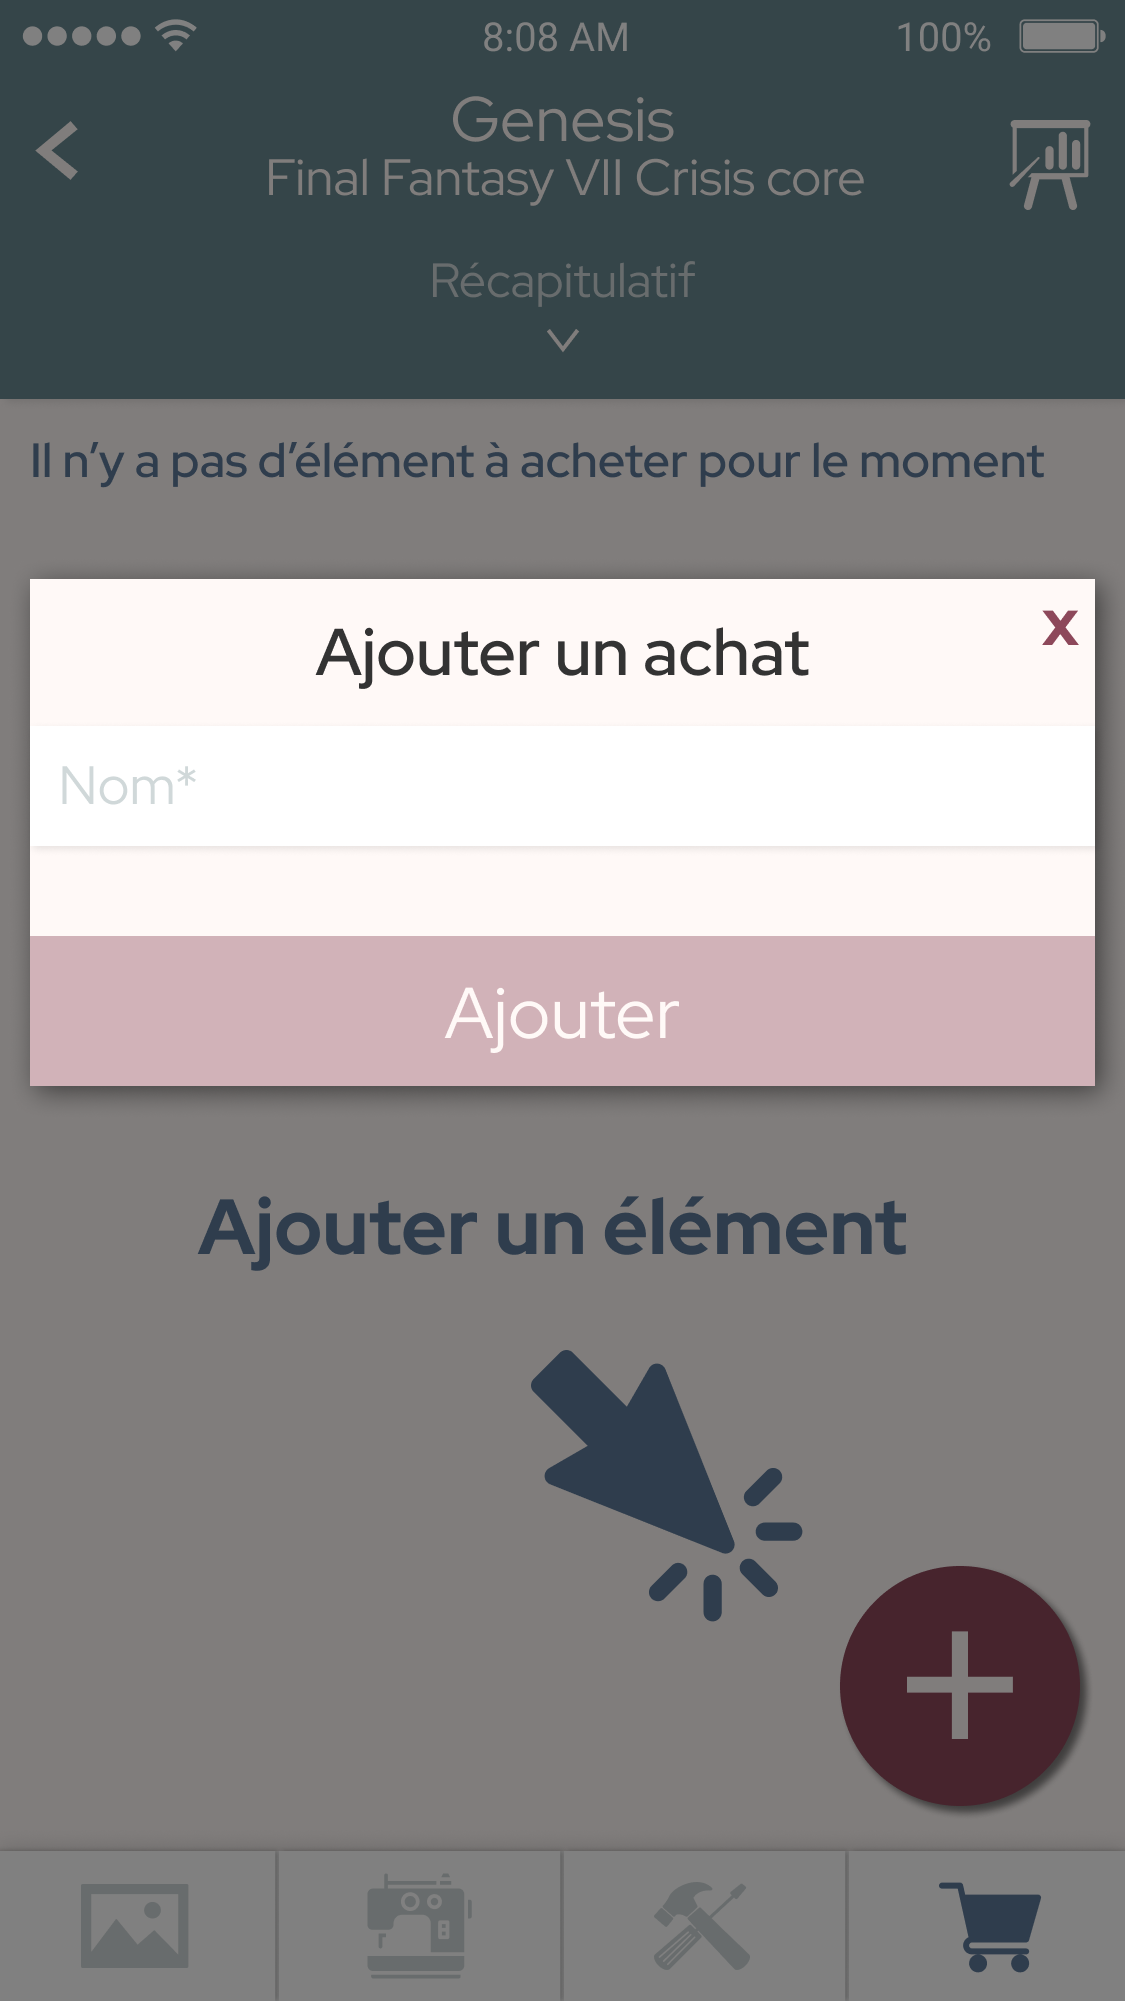 8:08 AM
100%
Genesis
Final Fantasy VII Crisis core
Récapitulatif
Il n’y a pas d’élément à acheter pour le moment
Ajouter un achat
x
Nom*
Ajouter
Ajouter un élément